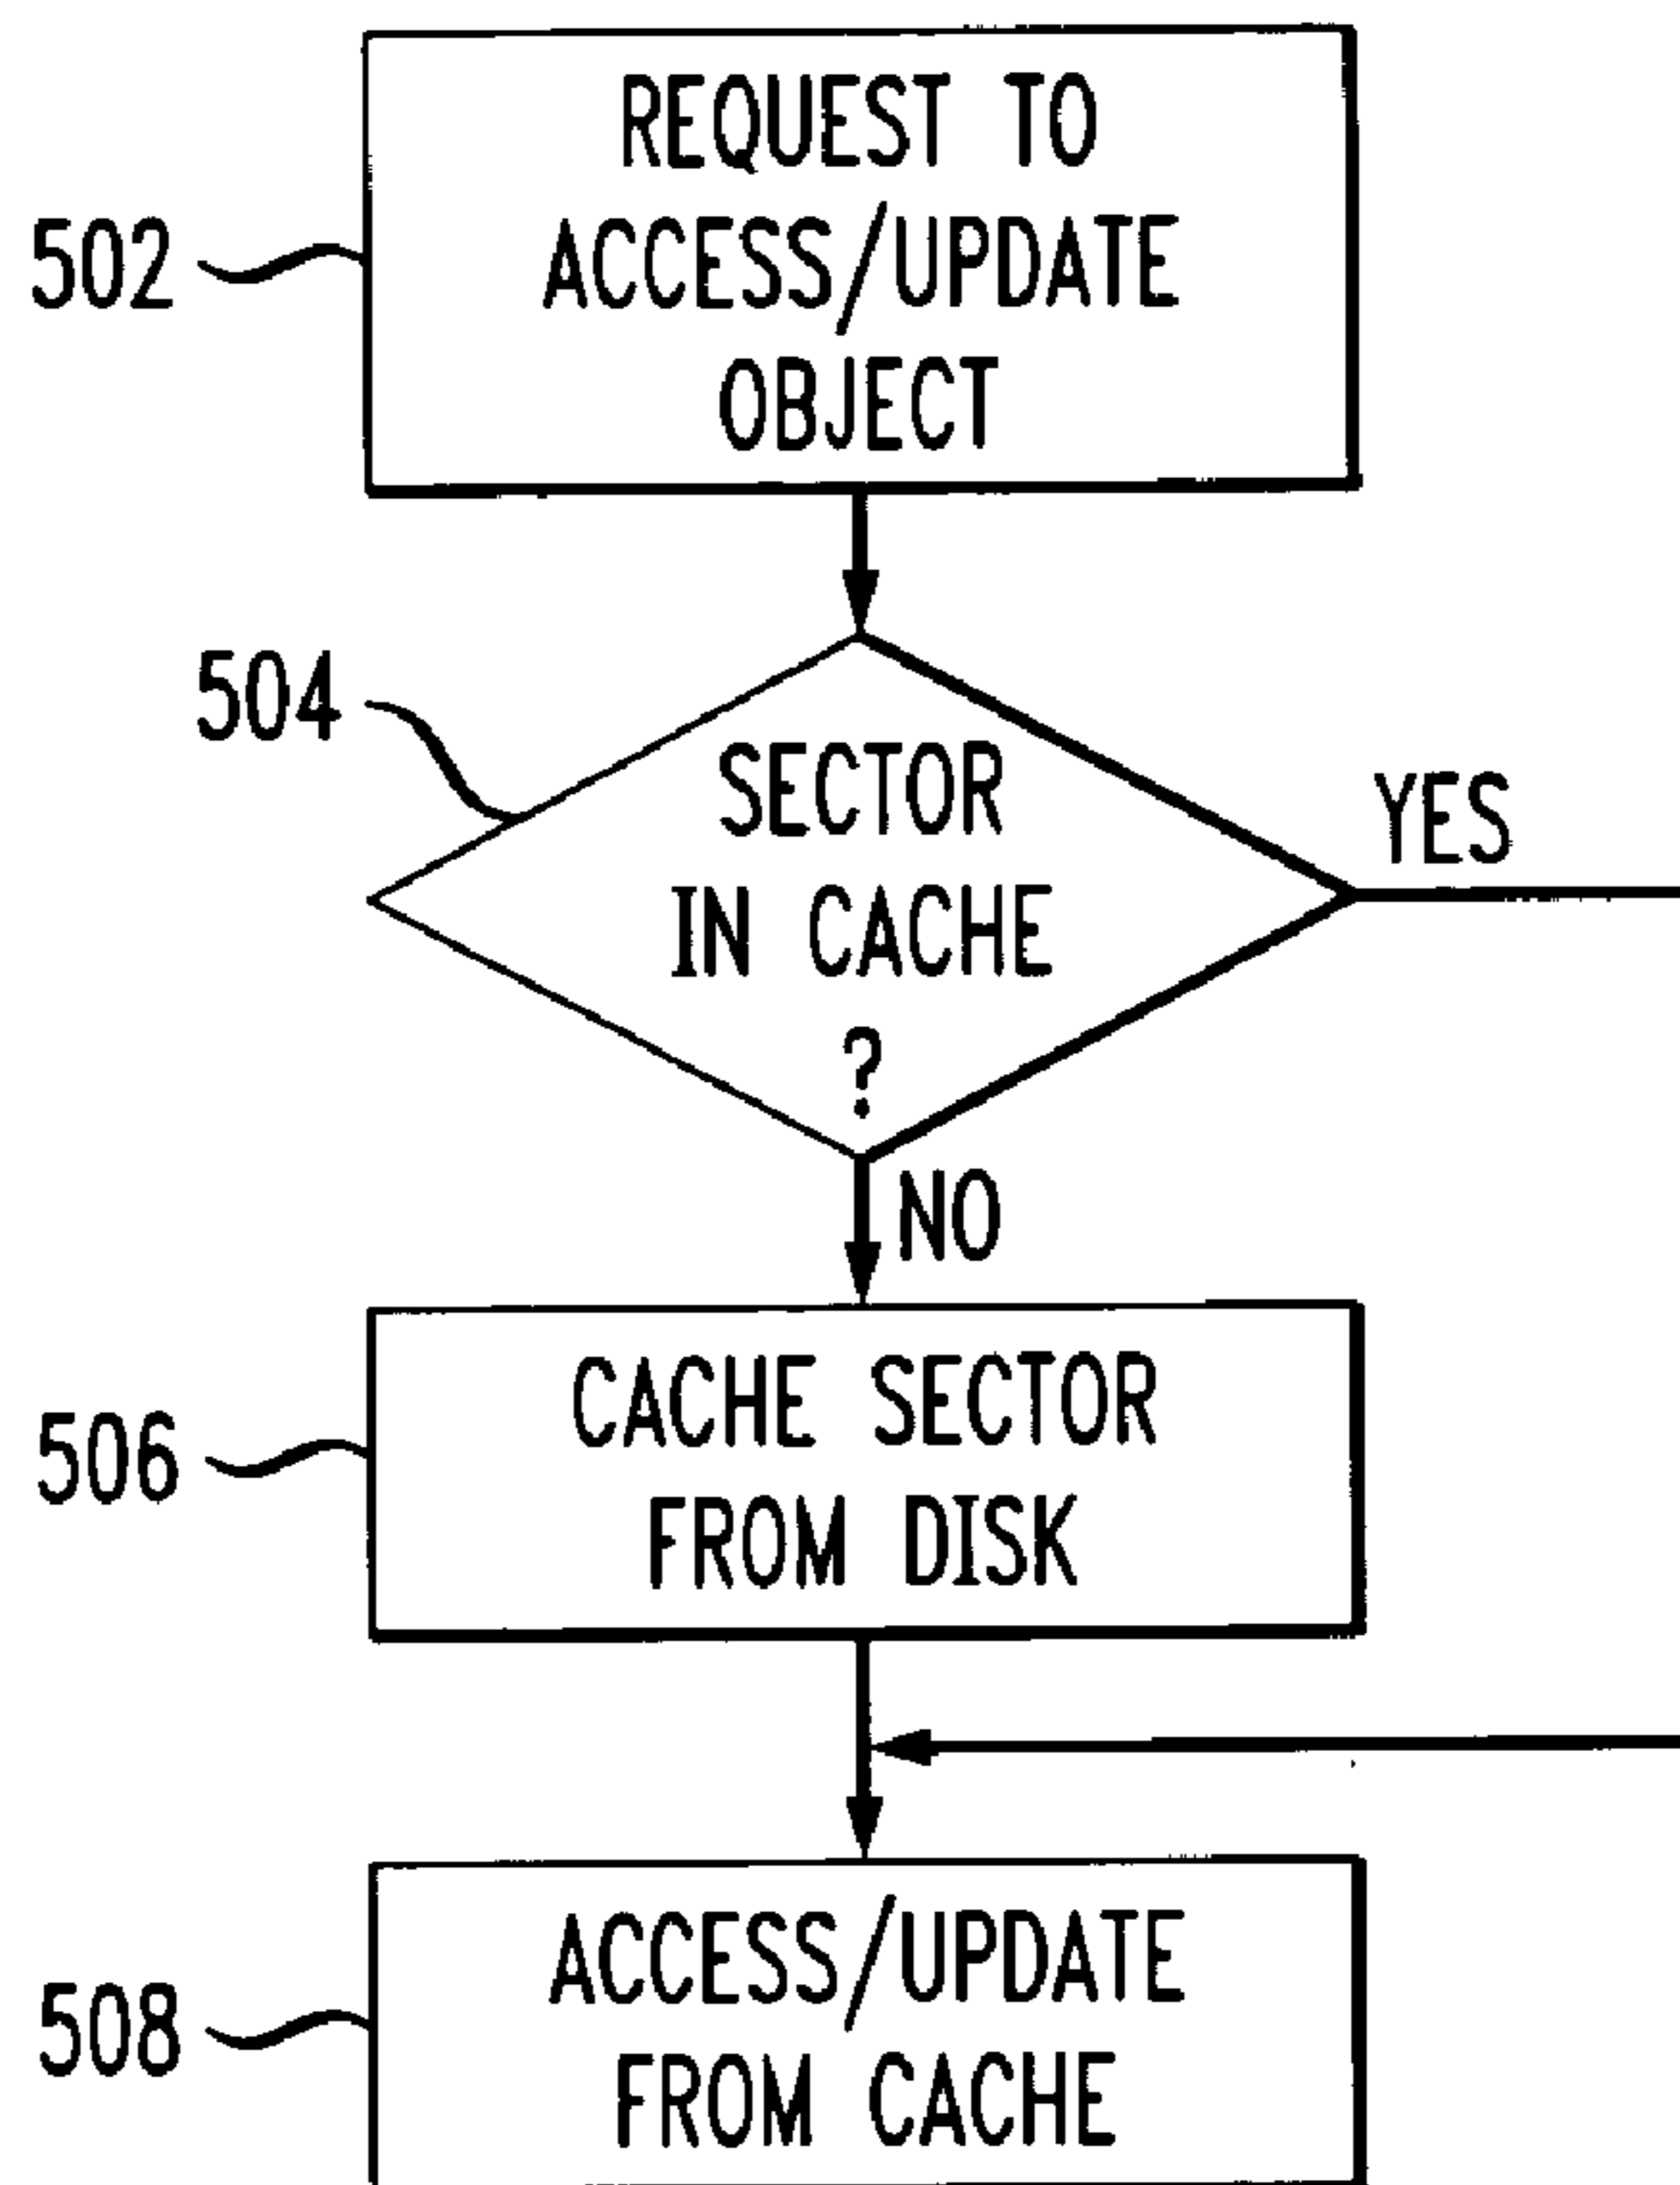 REQUEST TO
ACCESS/UPDATE
OBJECT
502
504
SECTOR
IN CACHE
?
YES
NO
CACHE SECTOR
FROM DISK
506
ACCESS/UPDATE
FROM CACHE
508